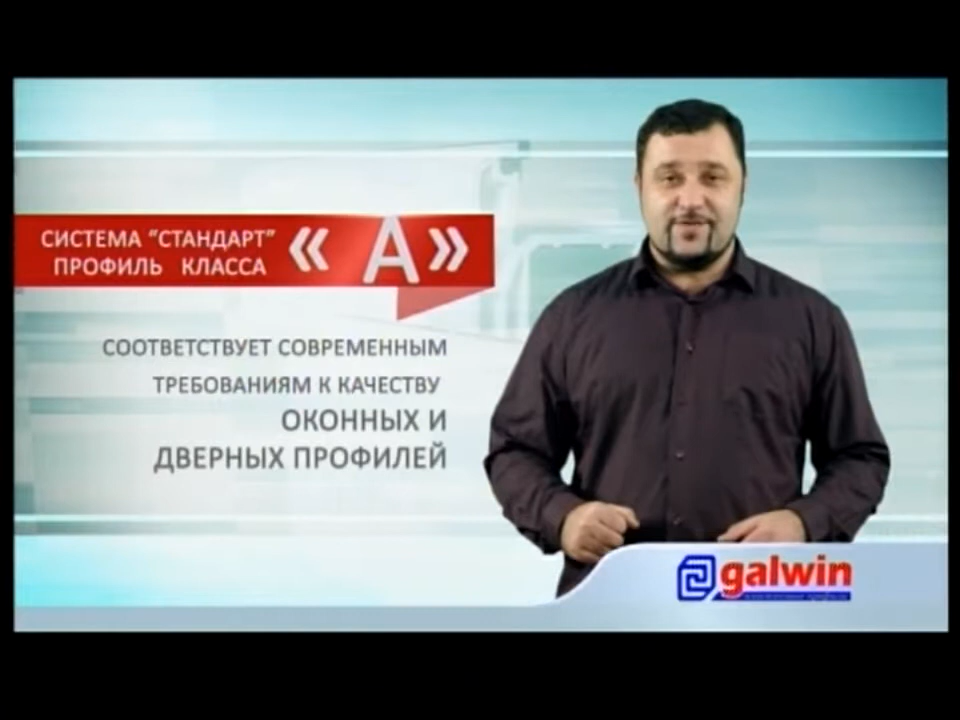 СИСТЕМА “СТАНДАРТ”
ПРОФИЛЬ КЛАССА
« А »
СООТВЕТСТВУЕТ СОВРЕМЕННЫМ
ТРЕБОВАНИЯМ К КАЧЕСТВУ
ОКОННЫХ И
ДВЕРНЫХ ПРОФИЛЕЙ
galwin